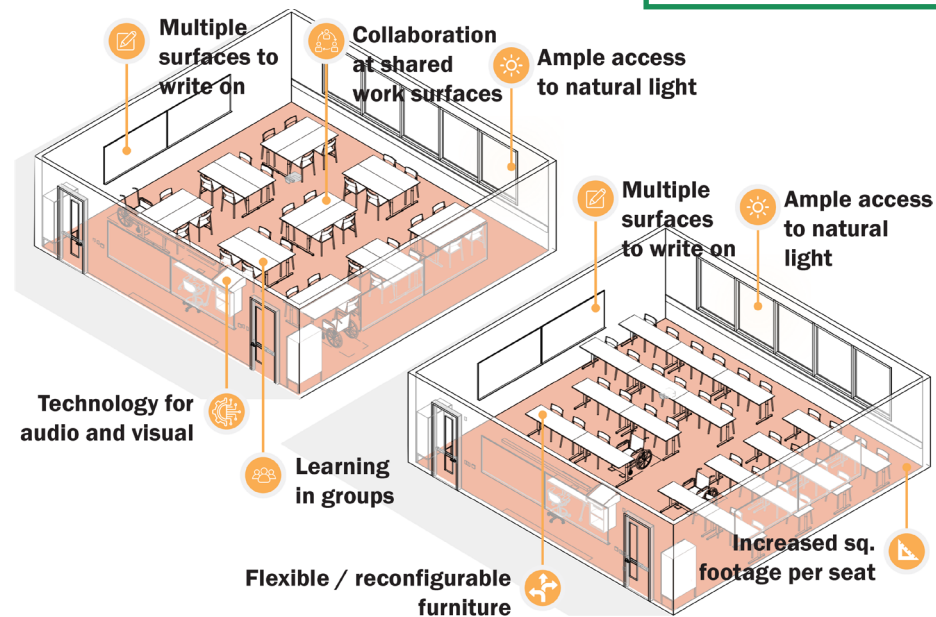 Multiple
surfaces to
write on
Collaboration
at shared
work surfaces
Ample access
to natural light
Multiple
surfaces
to write on
Ample access
to natural
light
Technology for
audio and visual
Learning
in groups
Increased sq.
footage per seat
Flexible / reconfigurable
furniture